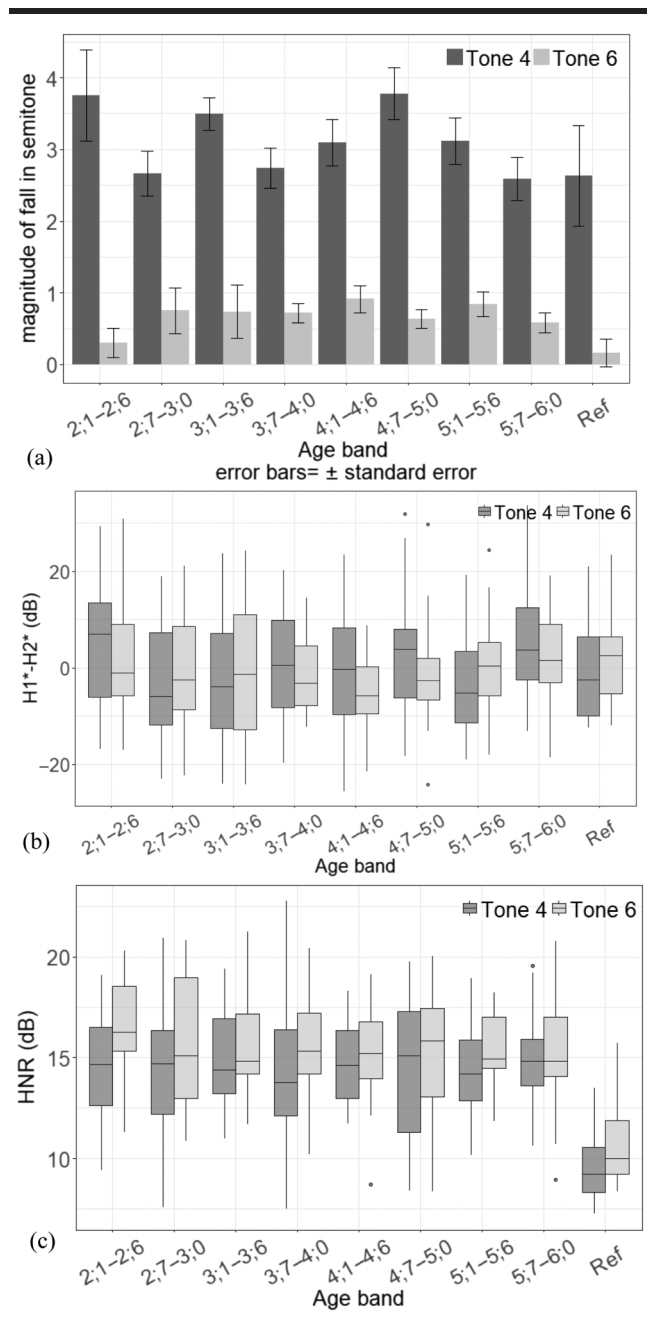 Tone 4 Tone 6
magnitude of fall in semitone
4
3
2
1
0
2;1–2;6 2;7–3;0 3;1–3;6 3;7–4;0 4;1–4;6 4;7–5;0 5;1–5;6 5;7–6;0 Ref
Age band
(a)
error bars= ± standard error
Tone 4 Tone 6
H1*-H2* (dB)
20
0
−20
2;1–2;6 2;7–3;0 3;1–3;6 3;7–4;0 4;1–4;6 4;7–5;0 5;1–5;6 5;7–6;0 Ref
(b)
Age band
Tone 4 Tone 6
HNR (dB)
20
15
10
2;1–2;6 2;7–3;0 3;1–3;6 3;7–4;0 4;1–4;6 4;7–5;0 5;1–5;6 5;7–6;0 Ref
(c)
Age band